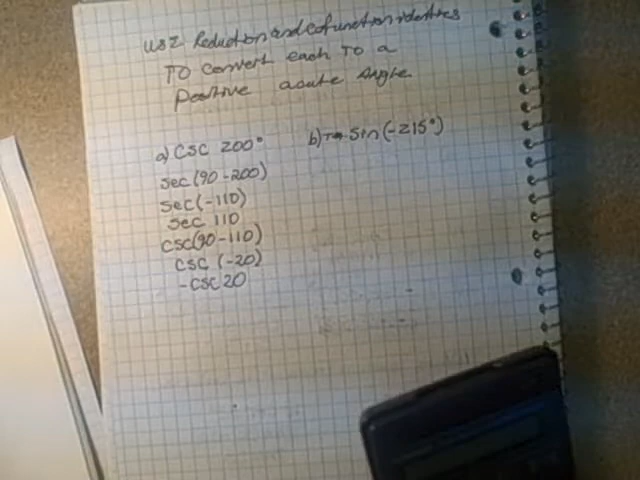 use Reduction and cofunction identities
TO convert each TO a
Positive acute Angle
a) CSC 200°
b) Sin(-215°)
sec(90-200)
sec(-110)
sec 110
csc(90-110)
csc (-20)
-csc 20